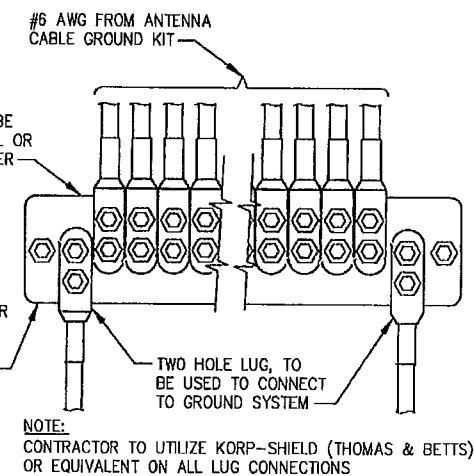 #6 AWG FROM ANTENNA
CABLE GROUND KIT
BE
OR
TWO HOLE LUG, TO
BE USED TO CONNECT
TO GROUND SYSTEM
NOTE:
CONTRACTOR TO UTILIZE KORP-SHIELD (THOMAS & BETTS)
OR EQUIVALENT ON ALL LUG CONNECTIONS